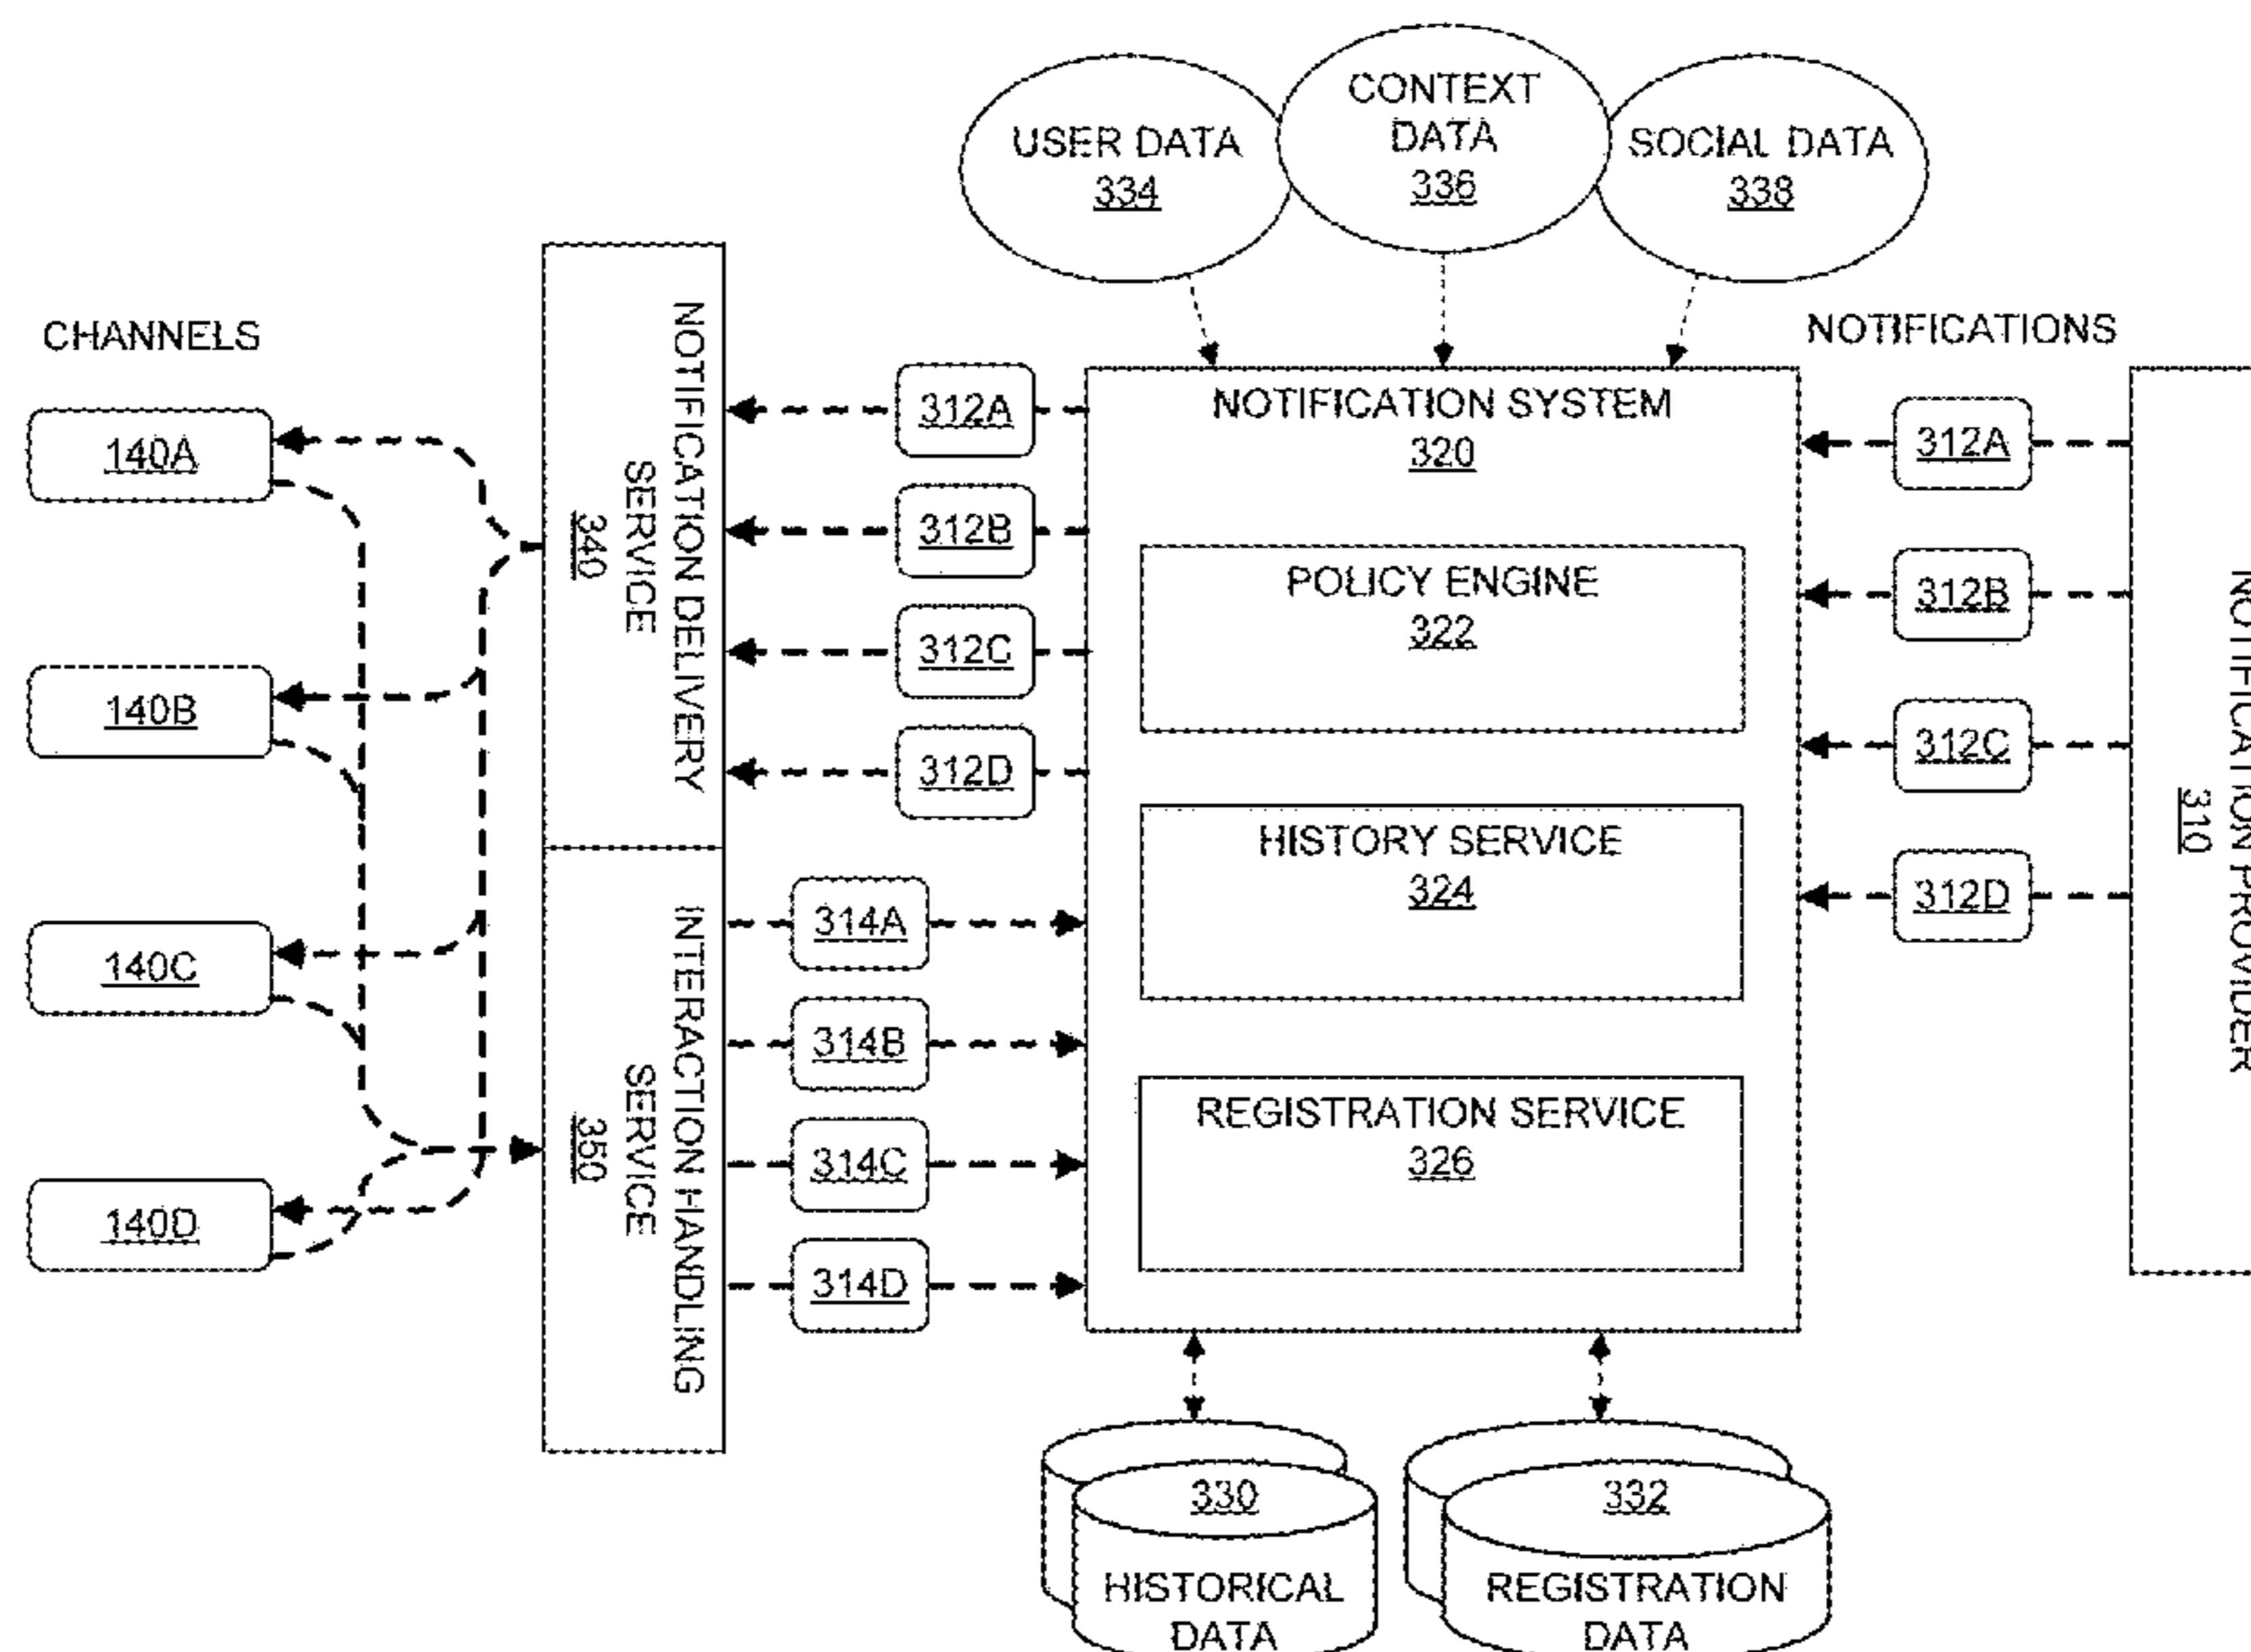 USER DATA
334
CONTEXT
DATA
336
SOCIAL DATA
338
CHANNELS
140A
140B
140C
140D
NOTIFICATION DELIVERY
SERVICE
340
INTERACTION HANDLING
SERVICE
350
312A
312B
312C
312D
314A
314B
314C
314D
NOTIFICATION SYSTEM
320
POLICY ENGINE
322
HISTORY SERVICE
324
REGISTRATION SERVICE
326
NOTIFICATIONS
312A
312B
312C
312D
NOTIFICATION PROVIDER
310
330
HISTORICAL
DATA
332
REGISTRATION
DATA